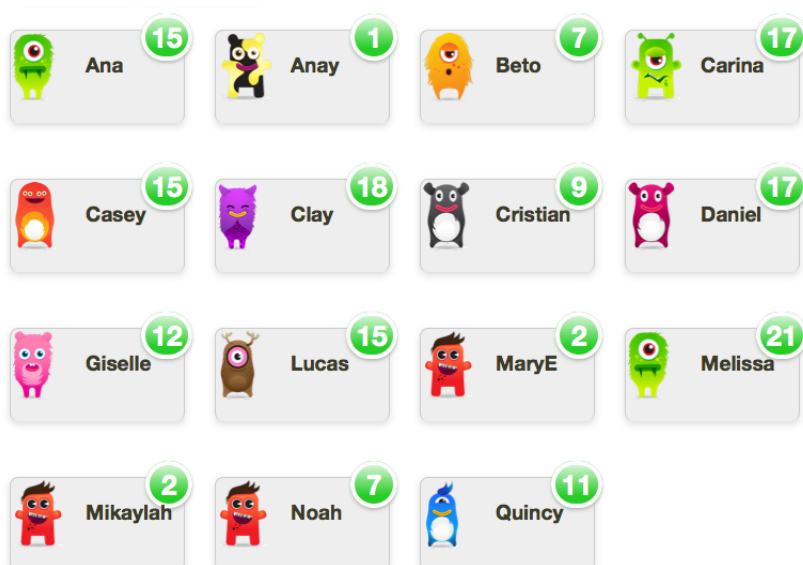 15 1 7 17
Ana Anay Beto Carina
15 18 9 17
Casey Clay Cristian Daniel
12 15 2 21
Giselle Lucas MaryE Melissa
2 7 11
Mikaylah Noah Quincy